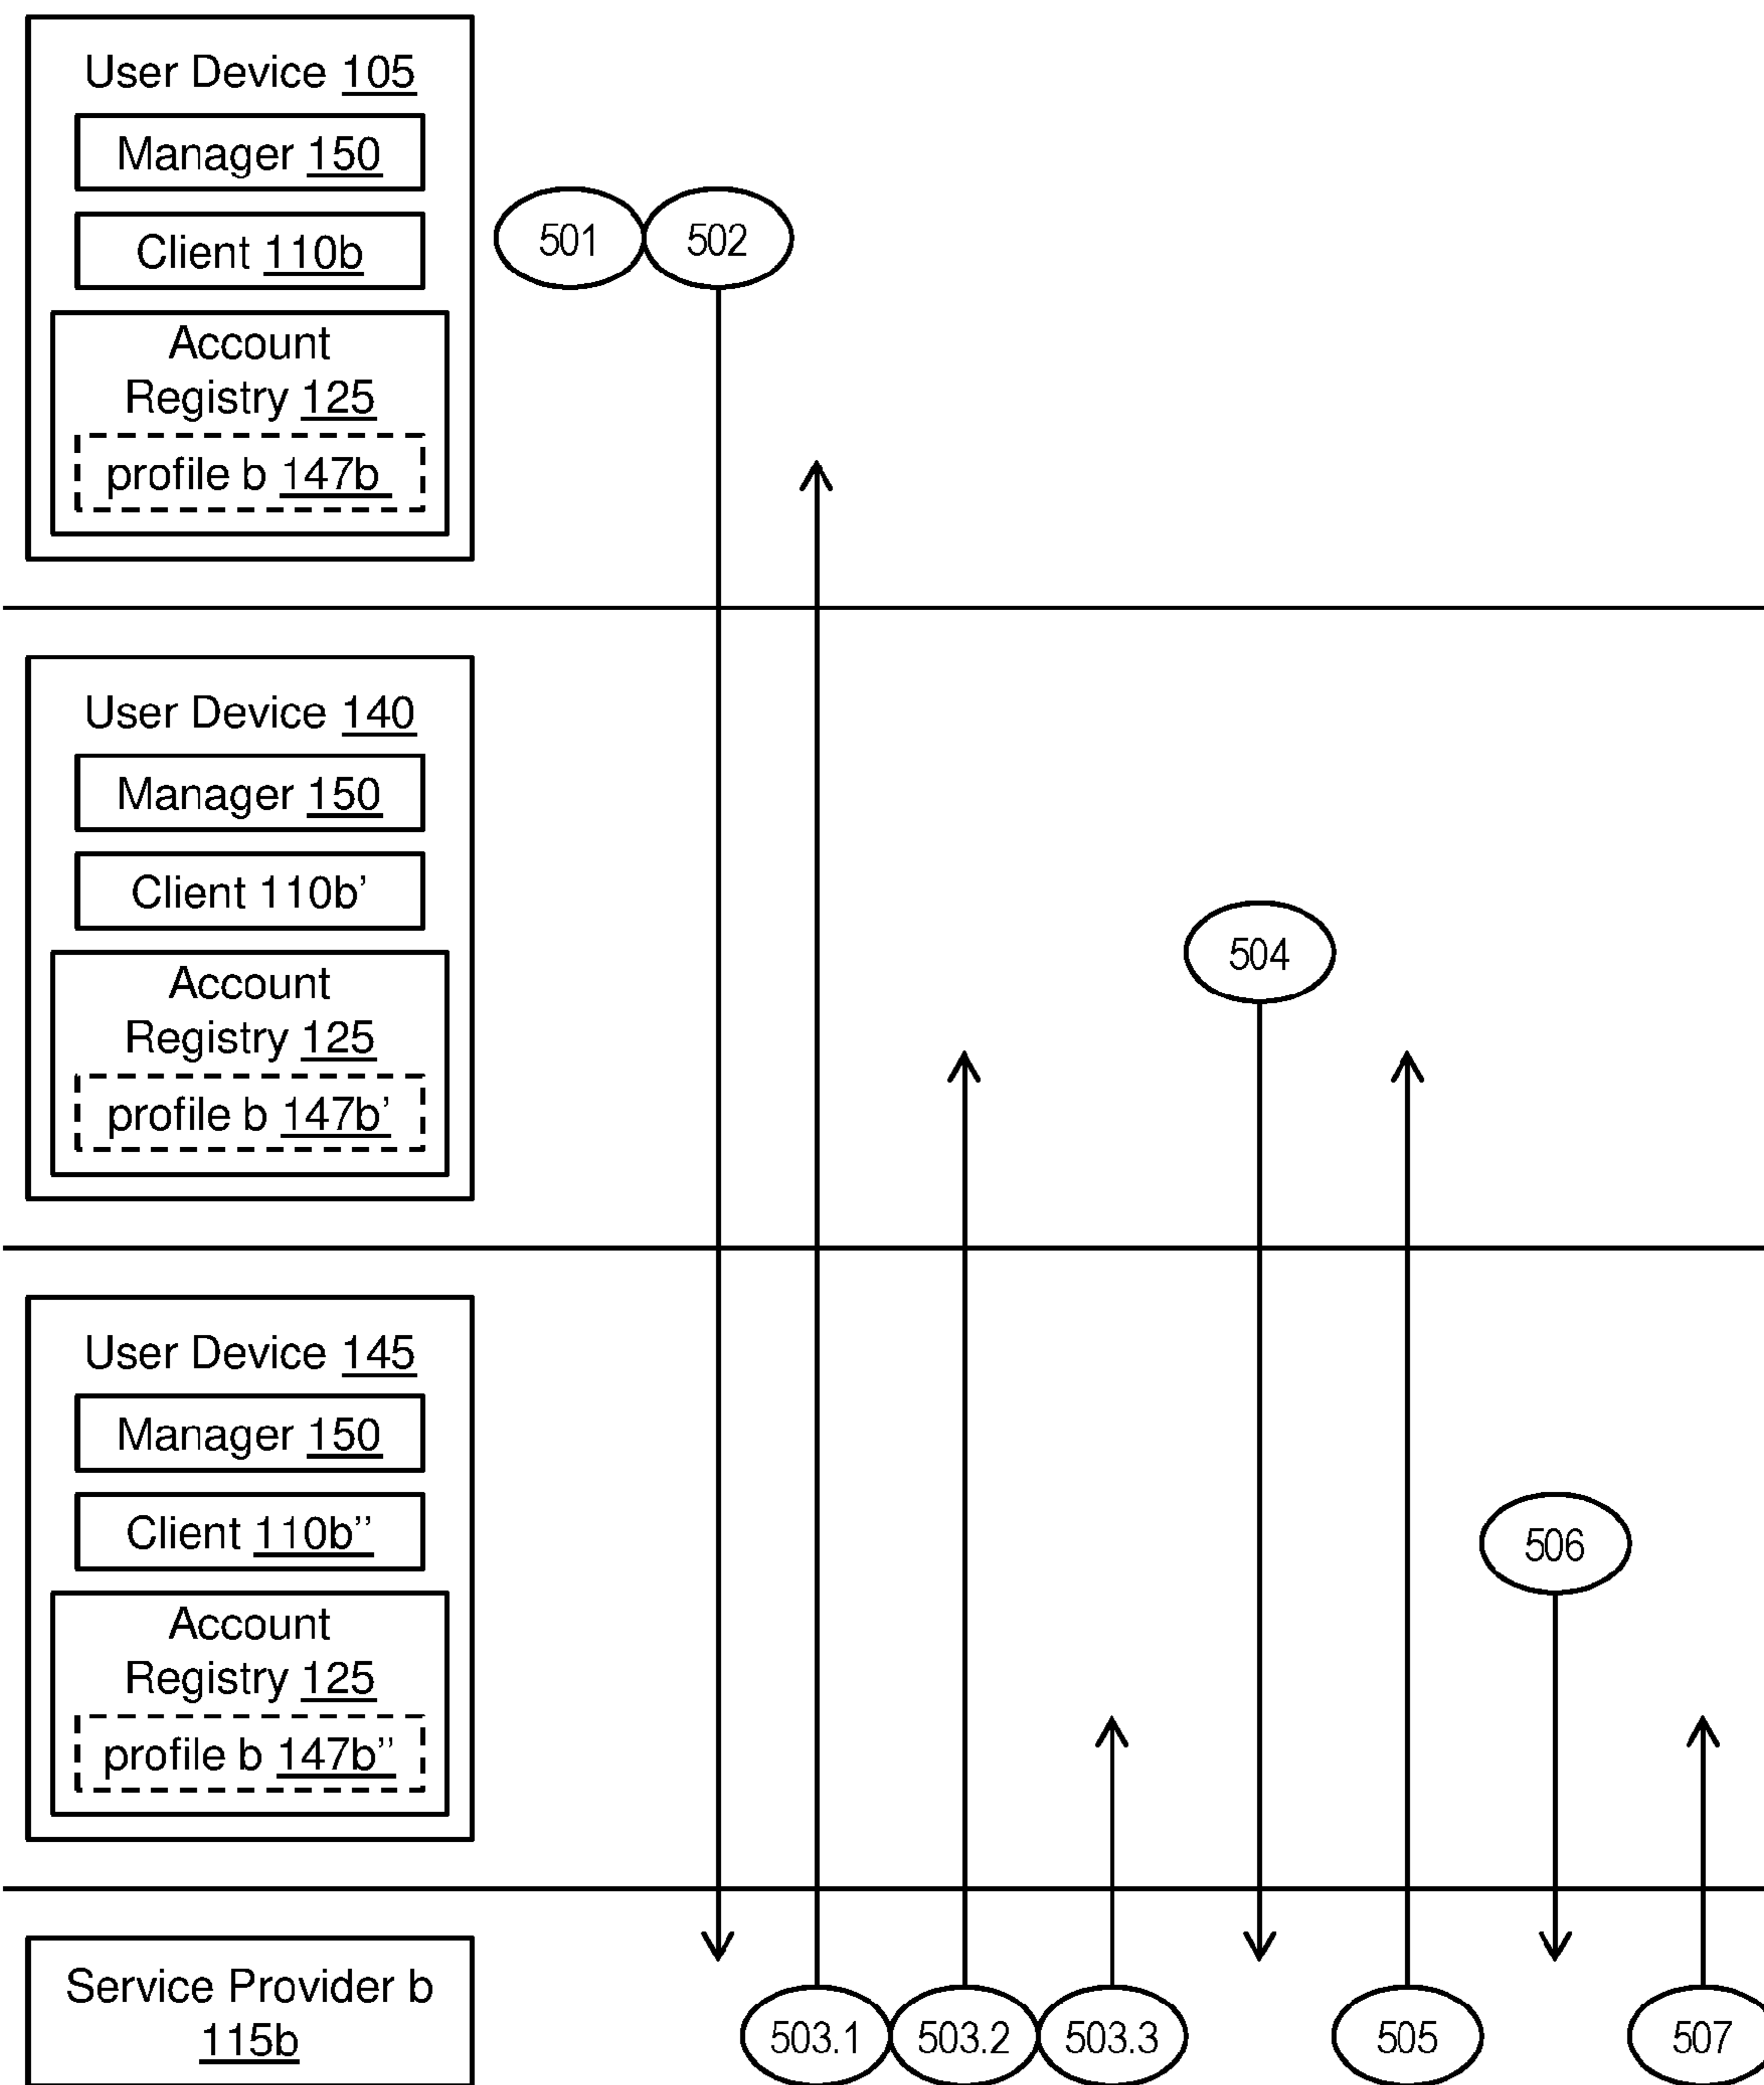 User Device 105
Manager 150
Client 110b
Account
Registry 125
profile b 147b
501
502
User Device 140
Manager 150
Client 110b’
Account
Registry 125
profile b 147b’
504
User Device 145
Manager 150
Client 110b’’
Account
Registry 125
profile b 147b’’
506
Service Provider b
115b
503.1
503.2
503.3
505
507